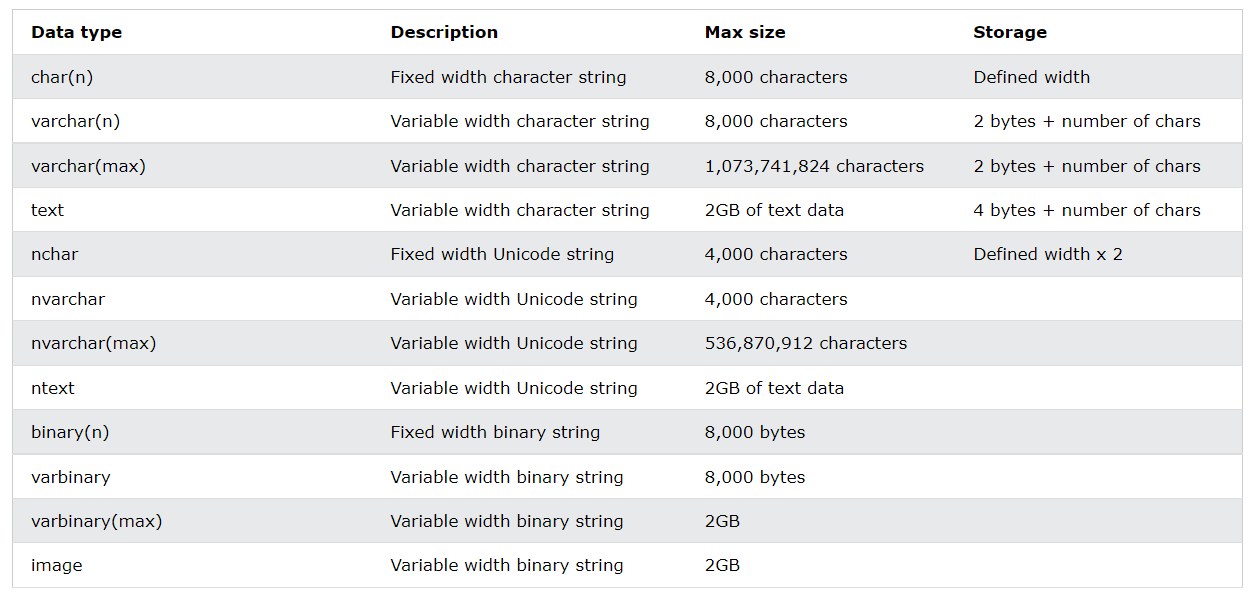 Data type Description Max size Storage
char(n) Fixed width character string 8,000 characters Defined width
varchar(n) Variable width character string 8,000 characters 2 bytes + number of chars
varchar(max) Variable width character string 1,073,741,824 characters 2 bytes + number of chars
text Variable width character string 2GB of text data 4 bytes + number of chars
nchar Fixed width Unicode string 4,000 characters Defined width x 2
nvarchar Variable width Unicode string 4,000 characters
nvarchar(max) Variable width Unicode string 536,870,912 characters
ntext Variable width Unicode string 2GB of text data
binary(n) Fixed width binary string 8,000 bytes
varbinary Variable width binary string 8,000 bytes
varbinary(max) Variable width binary string 2GB
image Variable width binary string 2GB